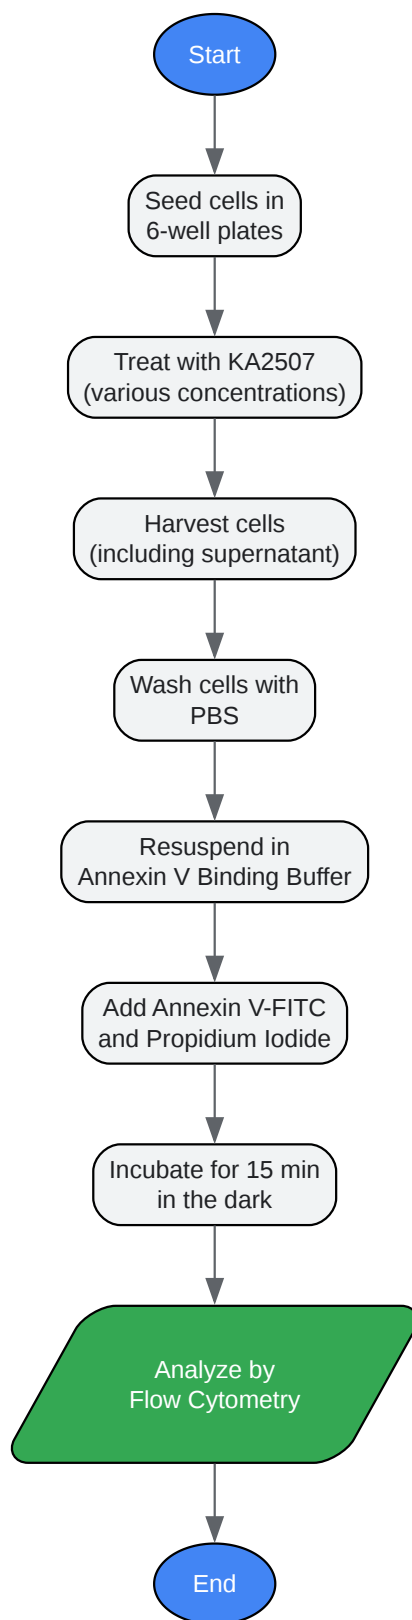 Start
Seed cells in
6-well plates
Treat with KA2507
(various concentrations)
Harvest cells
(including supernatant)
Wash cells with
PBS
Resuspend in
Annexin V Binding Buffer
Add Annexin V-FITC
and Propidium Iodide
Incubate for 15 min
in the dark
Analyze by
Flow Cytometry
End